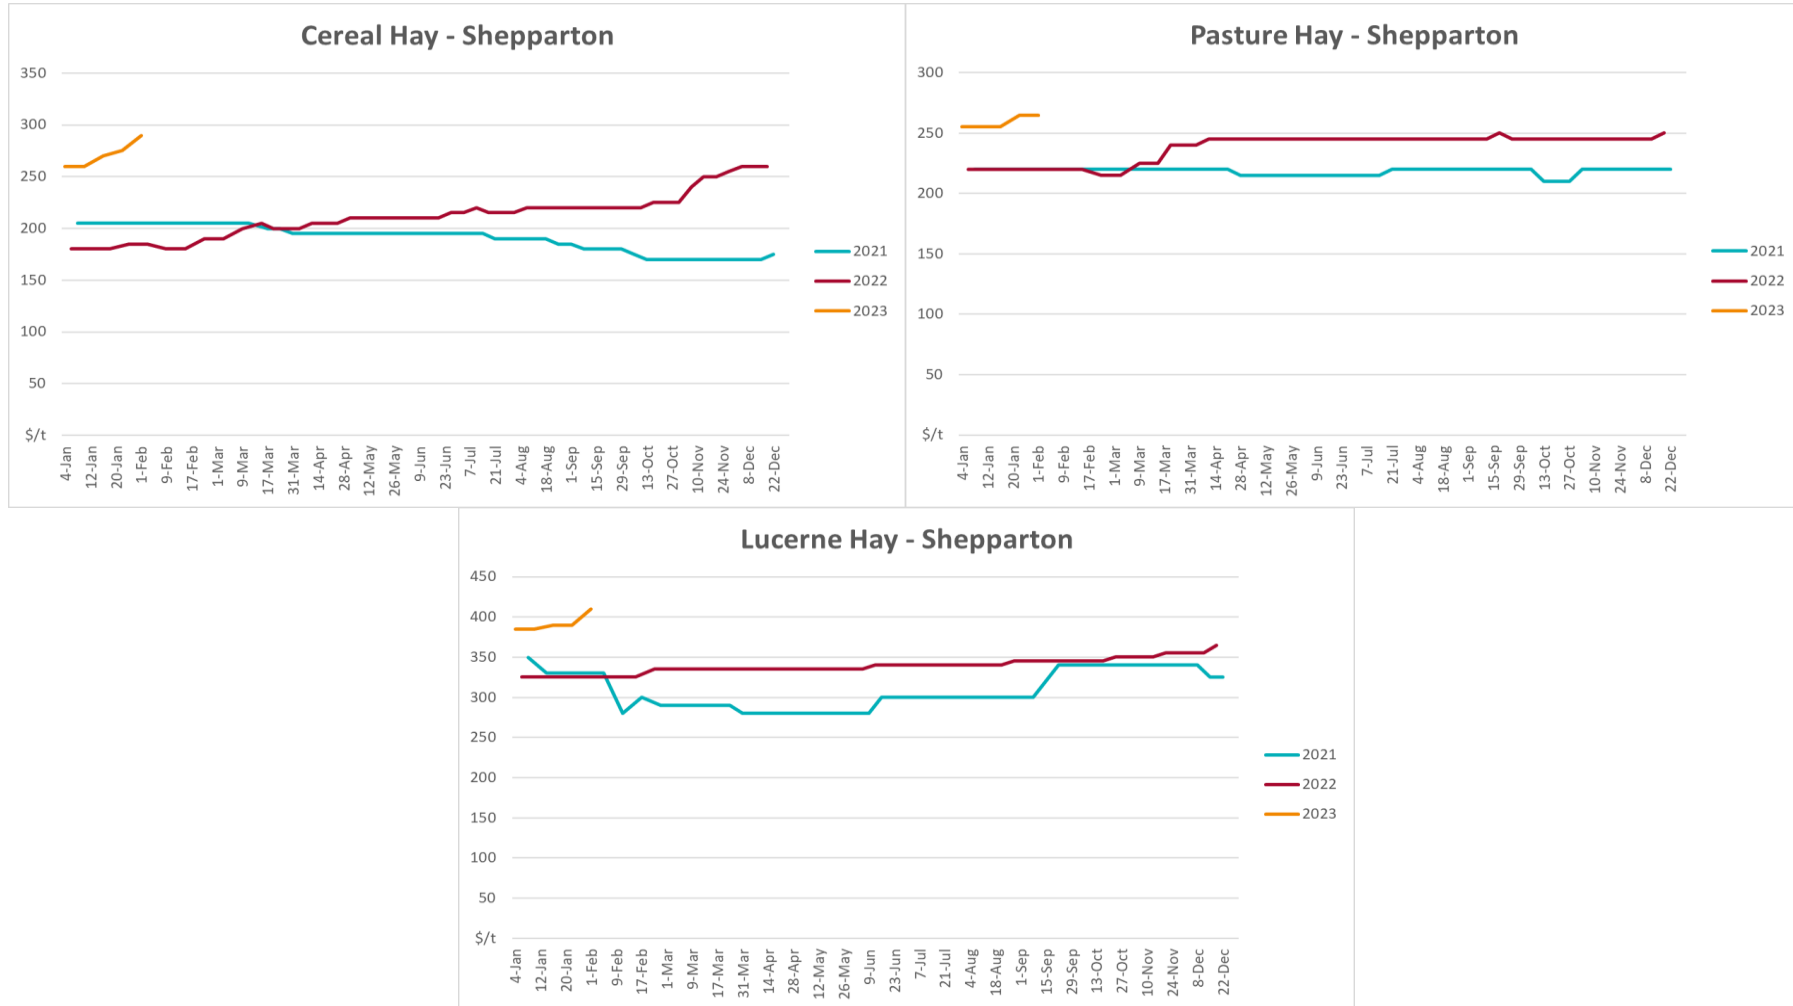 Cereal Hay - Shepparton
350
300
250
200
150
100
50
$/t
4-Jan
12-Jan
20-Jan
1-Feb
9-Feb
17-Feb
1-Mar
9-Mar
17-Mar
31-Mar
14-Apr
28-Apr
12-May
26-May
9-Jun
23-Jun
7-Jul
21-Jul
4-Aug
18-Aug
1-Sep
15-Sep
29-Sep
13-Oct
27-Oct
10-Nov
24-Nov
8-Dec
22-Dec
2021
2022
2023
Pasture Hay - Shepparton
300
250
200
150
100
50
$/t
4-Jan
12-Jan
20-Jan
1-Feb
9-Feb
17-Feb
1-Mar
9-Mar
17-Mar
31-Mar
14-Apr
28-Apr
12-May
26-May
9-Jun
23-Jun
7-Jul
21-Jul
4-Aug
18-Aug
1-Sep
15-Sep
29-Sep
13-Oct
27-Oct
10-Nov
24-Nov
8-Dec
22-Dec
2021
2022
2023
Lucerne Hay - Shepparton
450
400
350
300
250
200
150
100
50
$/t
4-Jan
12-Jan
20-Jan
1-Feb
9-Feb
17-Feb
1-Mar
9-Mar
17-Mar
31-Mar
14-Apr
28-Apr
12-May
26-May
9-Jun
23-Jun
7-Jul
21-Jul
4-Aug
18-Aug
1-Sep
15-Sep
29-Sep
13-Oct
27-Oct
10-Nov
24-Nov
8-Dec
22-Dec
2021
2022
2023